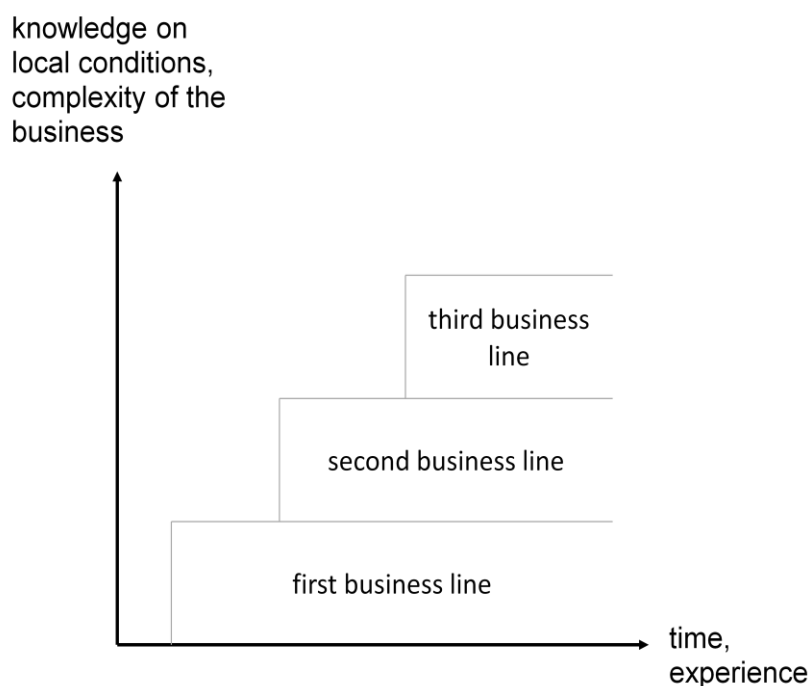 knowledge on
local conditions,
complexity of the
business
third business
line
second business line
first business line
time,
experience